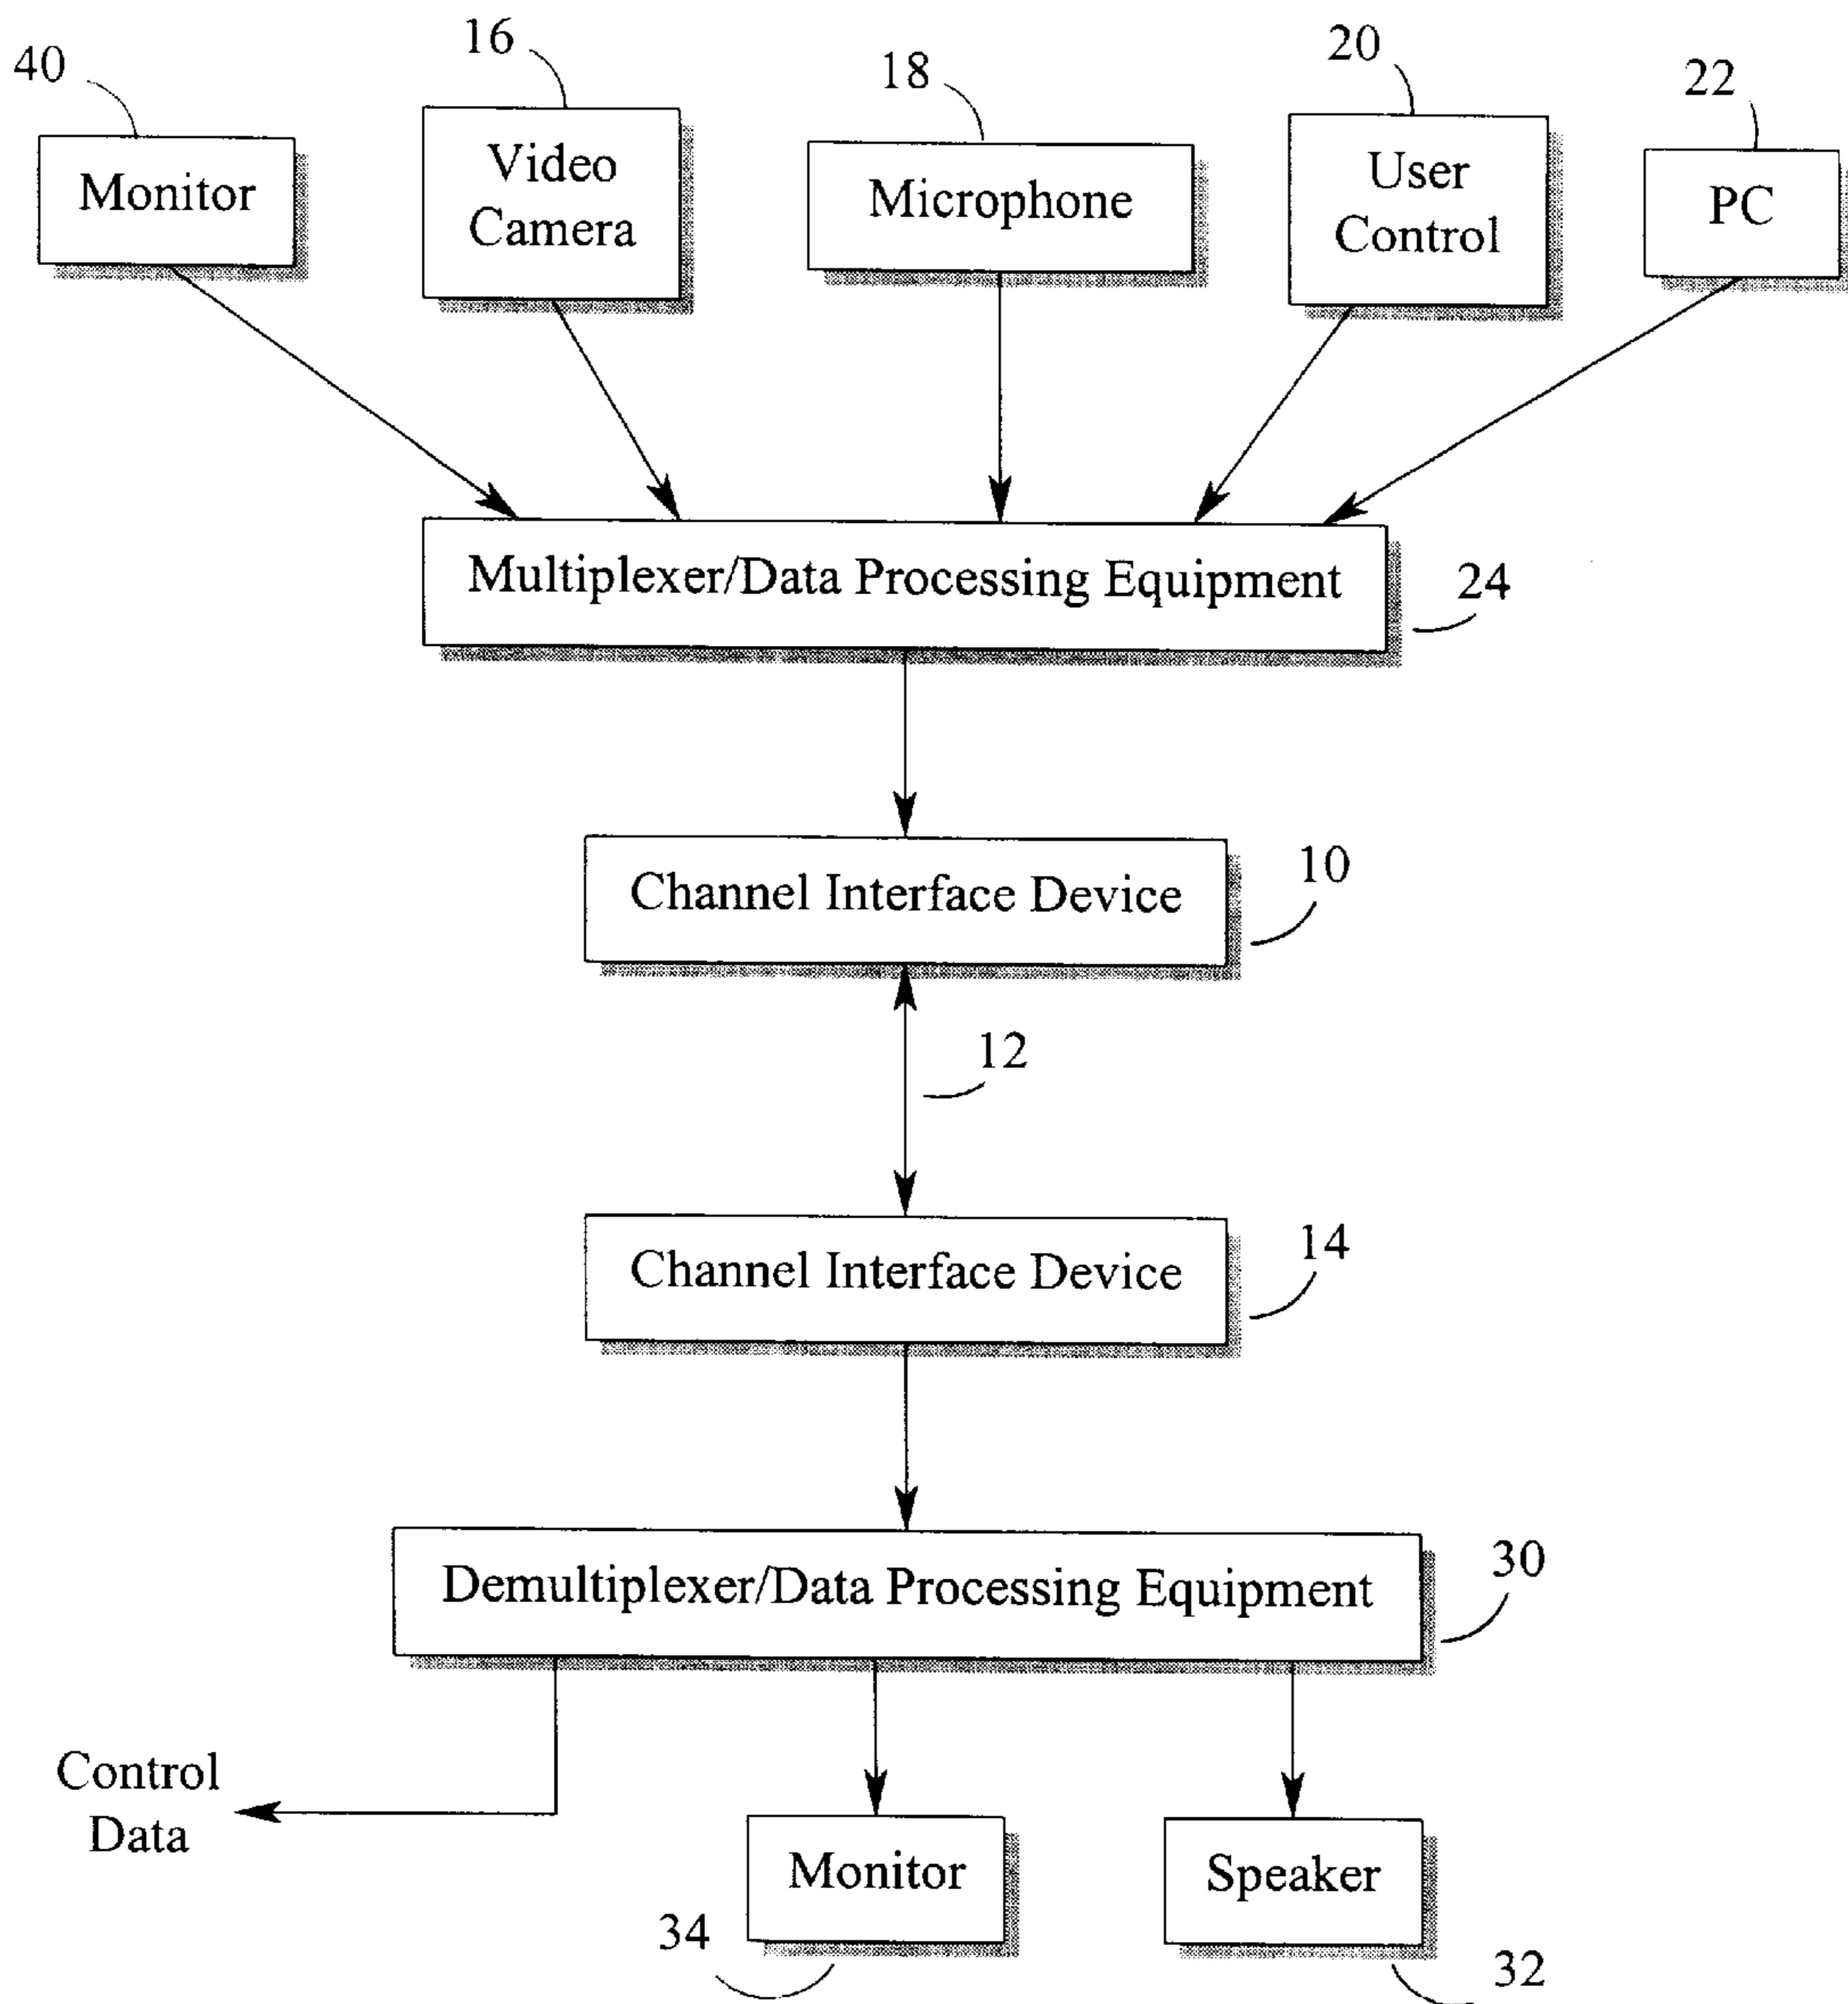 40
16
18
20
22
Monitor
Video
Camera
Microphone
User
Control
PC
Multiplexer/Data Processing Equipment
24
Channel Interface Device
10
12
Channel Interface Device
14
Demultiplexer/Data Processing Equipment
30
Control
Data
Monitor
Speaker
34
32